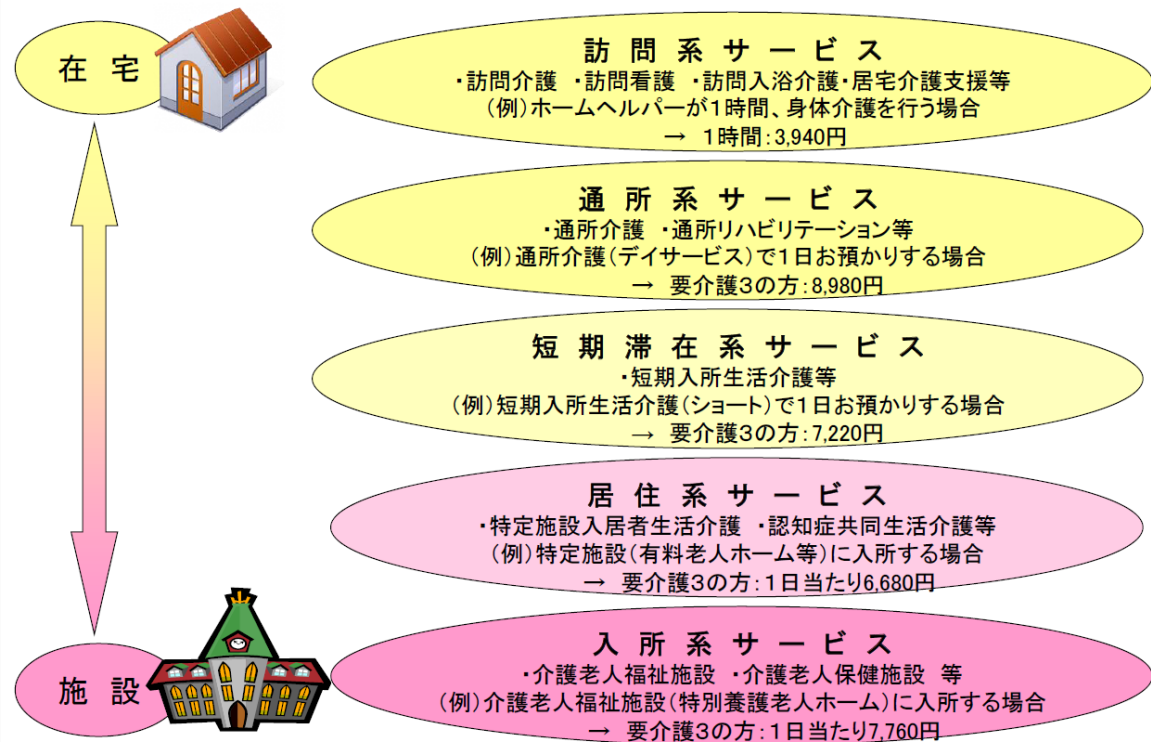 在 宅
訪 問 系 サ ー ビ ス
・訪問介護 ・訪問看護 ・訪問入浴介護・居宅介護支援等
(例)ホームヘルパーが1時間、身体介護を行う場合
→ 1時間:3,940円
通 所 系 サ ー ビ ス
・通所介護 ・通所リハビリテーション等
(例)通所介護(デイサービス)で1日お預かりする場合
→ 要介護3の方:8,980円
短 期 滞 在 系 サ ー ビ ス
・短期入所生活介護等
(例)短期入所生活介護(ショート)で1日お預かりする場合
→ 要介護3の方:7,220円
居 住 系 サ ー ビ ス
・特定施設入居者生活介護 ・認知症共同生活介護等
(例)特定施設(有料老人ホーム等)に入所する場合
→ 要介護3の方:1日当たり6,680円
施 設
入 所 系 サ ー ビ ス
・介護老人福祉施設 ・介護老人保健施設 等
(例)介護老人福祉施設(特別養護老人ホーム)に入所する場合
→ 要介護3の方:1日当たり7,760円